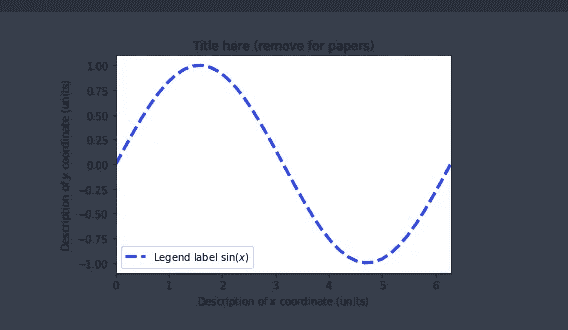 Title here (remove for papers)
Description of y coordinate (units)
1.00
0.75
0.50
0.25
0.00
−0.25
−0.50
−0.75
−1.00
Legend label sin(x)
0 1 2 3 4 5 6
Description of x coordinate (units)